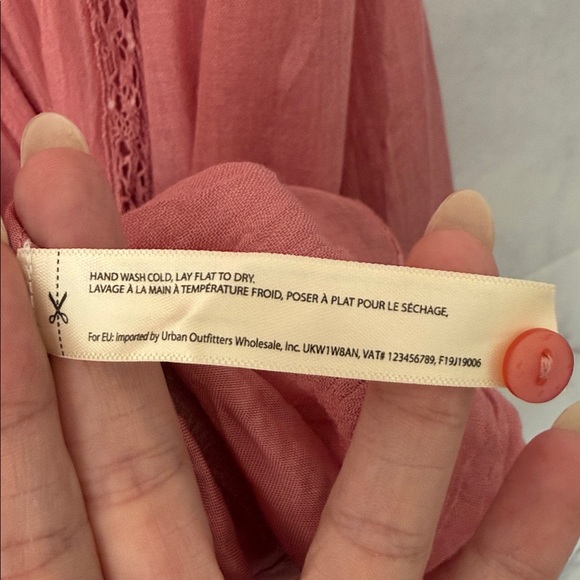 HAND WASH COLD, LAY FLAT TO DRY,
LAVAGE À LA MAIN À TEMPÉRATURE FROID, POSER À PLAT POUR LE SÉCHAGE,
For EU: imported by Urban Outfitters Wholesale, Inc. UKW1W8AN, VAT# 123456789, F19J19006